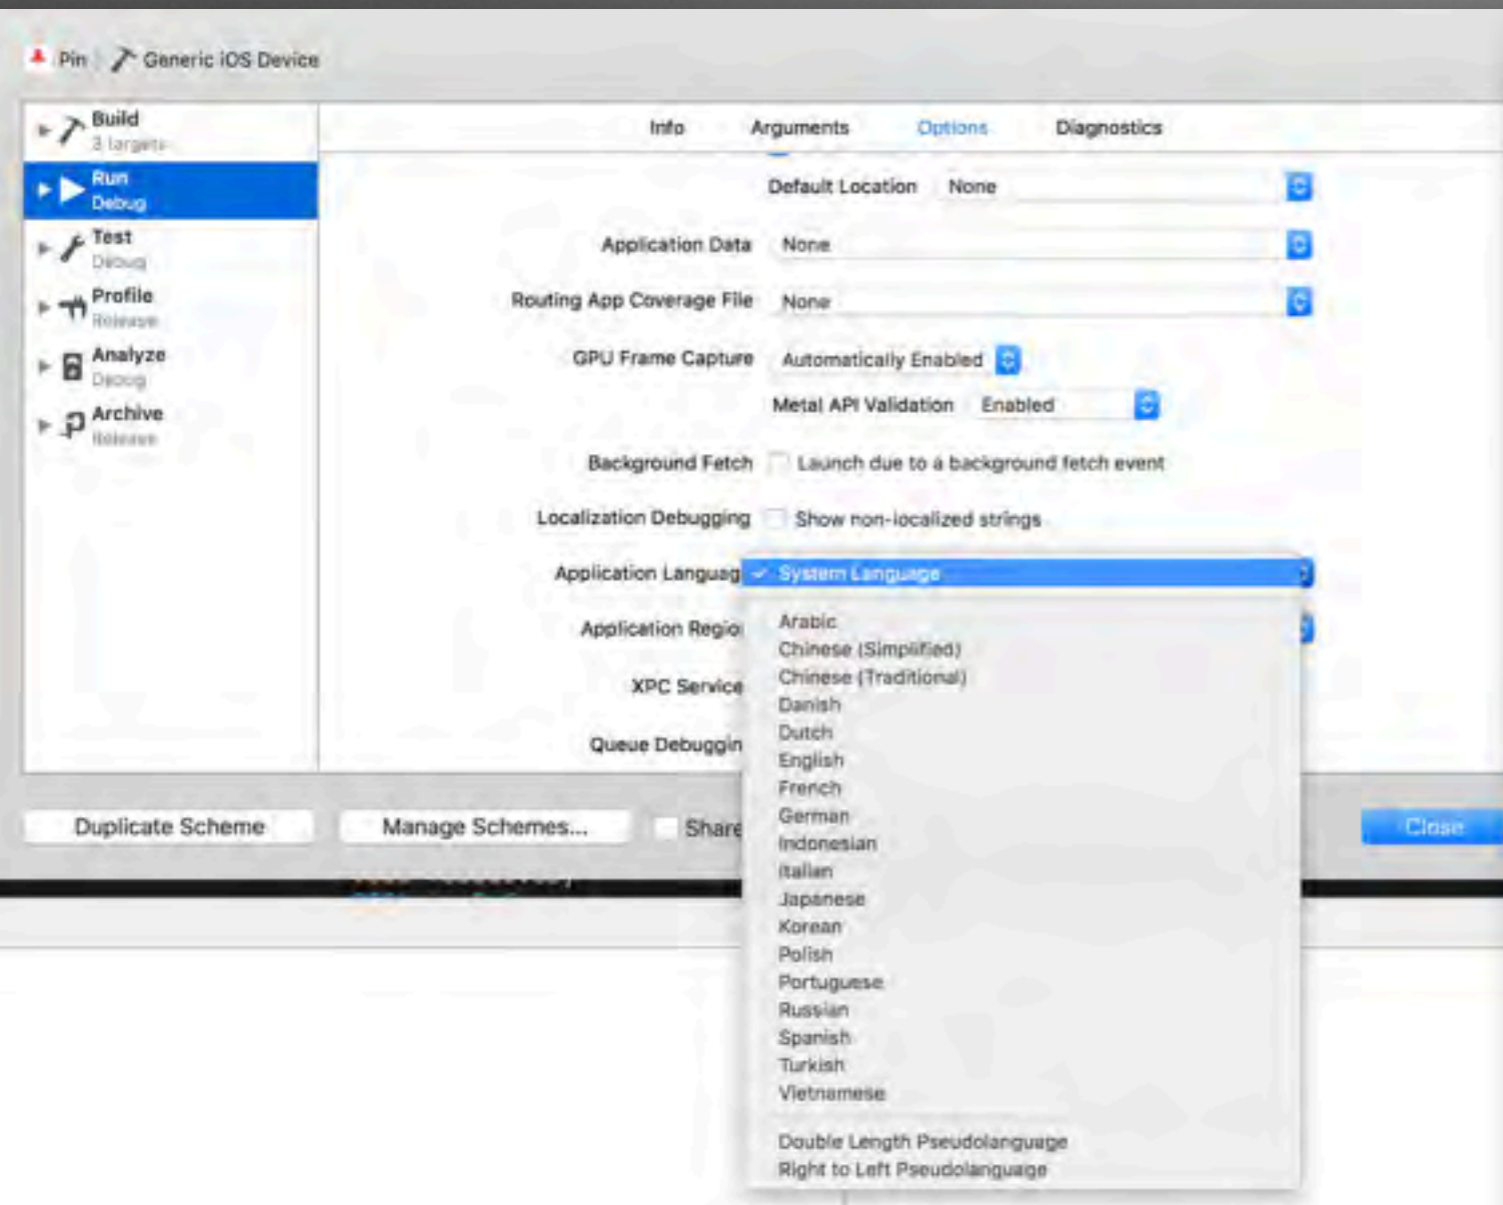 Pin Generic iOS Device
Build
3 targets
Run
Debug
Test
Debug
Profile
Release
Analyze
Debug
Archive
Release
Info Arguments Options Diagnostics
Default Location None
Application Data None
Routing App Coverage File None
GPU Frame Capture Automatically Enabled
Metal API Validation Enabled
Background Fetch Launch due to a background fetch event
Localization Debugging Show non-localized strings
Application Languag System Language
Application Region
XPC Service
Queue Debuggin
Arabic
Chinese (Simplified)
Chinese (Traditional)
Danish
Dutch
English
French
German
Indonesian
Italian
Japanese
Korean
Polish
Portuguese
Russian
Spanish
Turkish
Vietnamese
Double Length Pseudolanguage
Right to Left Pseudolanguage
Duplicate Scheme Manage Schemes... Share Close